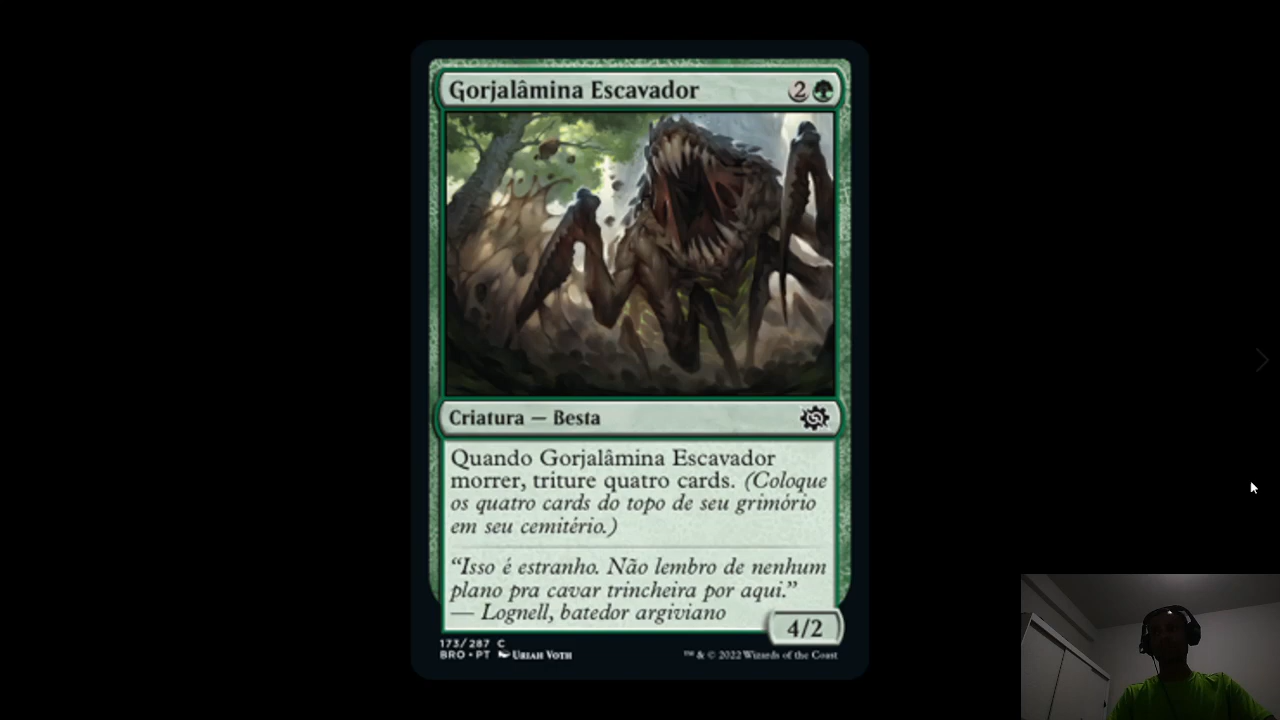 Gorjalâmina Escavador 2
Criatura — Besta
Quando Gorjalâmina Escavador
morrer, triture quatro cards. (Coloque
os quatro cards do topo de seu grimório
em seu cemitério.)
“Isso é estranho. Não lembro de nenhum
plano pra cavar trincheira por aqui.”
— Lognell, batedor argiviano
4/2
173/287 C
BRO • PT Uriah Voth
™ & © 2022 Wizards of the Coast